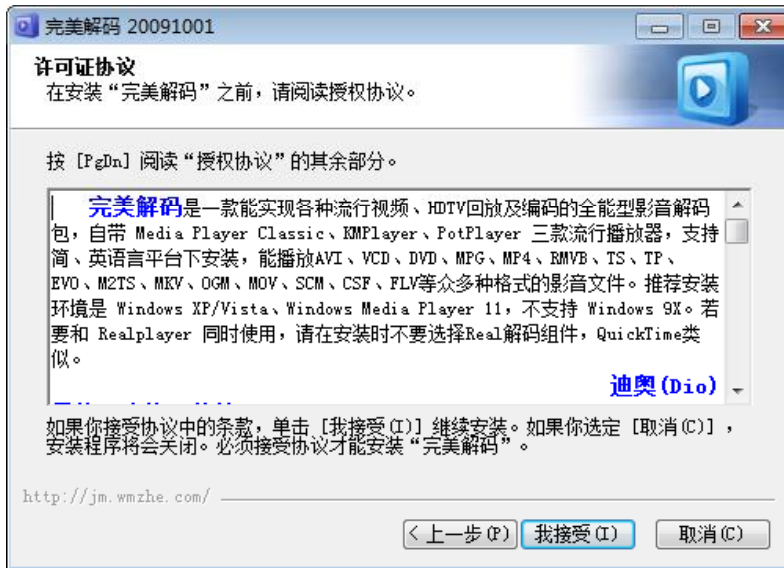 完美解码 20091001
许可证协议
在安装“完美解码”之前，请阅读授权协议。
按 [PgDn] 阅读“授权协议”的其余部分。
完美解码是一款能实现各种流行视频、HDTV回放及编码的全能型影音解码
包，自带 Media Player Classic、KMPlayer、PotPlayer 三款流行播放器，支持
简、英语言平台下安装，能播放AVI、VCD、DVD、MPG、MP4、RMVB、TS、TP、
EVO、M2TS、MKV、OGM、MOV、SCM、CSF、FLV等众多种格式的影音文件。推荐安装
环境是 Windows XP/Vista、Windows Media Player 11，不支持 Windows 9X。若
要和 Realplayer 同时使用，请在安装时不要选择Real解码组件，QuickTime类
似。
迪奥(Dio)
如果你接受协议中的条款，单击 [我接受(I)] 继续安装。如果你选定 [取消(C)] ，
安装程序将会关闭。必须接受协议才能安装“完美解码”。
http://jm.wmzhe.com/
< 上一步(P) 我接受(I) 取消(C)